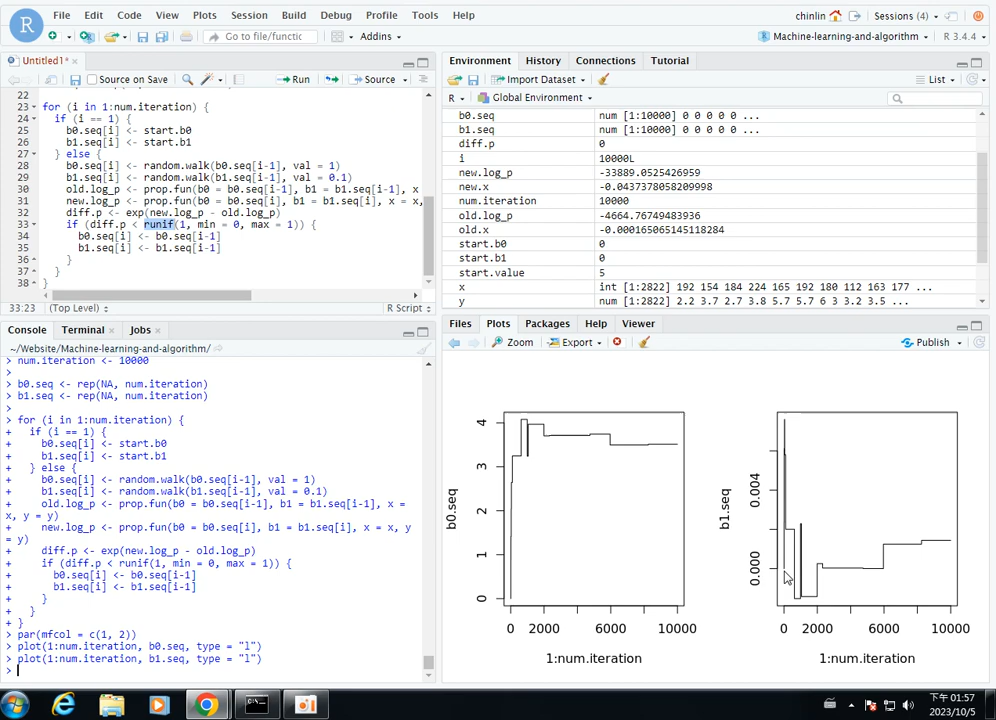 File Edit Code View Plots Session Build Debug Profile Tools Help
chinlin Sessions (4)
Go to file/functic Addins
Machine-learning-and-algorithm R 3.4.4
Untitled1*
Source on Save Run Source
22
23 for (i in 1:num.iteration) {
24 if (i == 1) {
25 b0.seq[i] <- start.b0
26 b1.seq[i] <- start.b1
27 } else {
28 b0.seq[i] <- random.walk(b0.seq[i-1], val = 1)
29 b1.seq[i] <- random.walk(b1.seq[i-1], val = 0.1)
30 old.log_p <- prop.fun(b0 = b0.seq[i-1], b1 = b1.seq[i-1], x
31 new.log_p <- prop.fun(b0 = b0.seq[i], b1 = b1.seq[i], x = x,
32 diff.p <- exp(new.log_p - old.log_p)
33 if (diff.p < runif(1, min = 0, max = 1)) {
34 b0.seq[i] <- b0.seq[i-1]
35 b1.seq[i] <- b1.seq[i-1]
36 }
37 }
38 }
33:23 (Top Level) R Script
Console Terminal Jobs
~/Website/Machine-learning-and-algorithm/
> num.iteration <- 10000
>
> b0.seq <- rep(NA, num.iteration)
> b1.seq <- rep(NA, num.iteration)
>
> for (i in 1:num.iteration) {
+ if (i == 1) {
+ b0.seq[i] <- start.b0
+ b1.seq[i] <- start.b1
+ } else {
+ b0.seq[i] <- random.walk(b0.seq[i-1], val = 1)
+ b1.seq[i] <- random.walk(b1.seq[i-1], val = 0.1)
+ old.log_p <- prop.fun(b0 = b0.seq[i-1], b1 = b1.seq[i-1], x =
x, y = y)
+ new.log_p <- prop.fun(b0 = b0.seq[i], b1 = b1.seq[i], x = x, y
= y)
+ diff.p <- exp(new.log_p - old.log_p)
+ if (diff.p < runif(1, min = 0, max = 1)) {
+ b0.seq[i] <- b0.seq[i-1]
+ b1.seq[i] <- b1.seq[i-1]
+ }
+ }
+ }
> par(mfcol = c(1, 2))
> plot(1:num.iteration, b0.seq, type = "l")
> plot(1:num.iteration, b1.seq, type = "l")
>
Environment History Connections Tutorial
Import Dataset List
R Global Environment
b0.seq num [1:10000] 0 0 0 0 0 ...
b1.seq num [1:10000] 0 0 0 0 0 ...
diff.p 0
i 10000L
new.log_p -33889.0525426959
new.x -0.0437378058209998
num.iteration 10000
old.log_p -4664.76749483936
old.x -0.000165065145118284
start.b0 0
start.b1 0
start.value 5
x int [1:2822] 192 154 184 224 165 192 180 112 163 177 ...
y num [1:2822] 2.2 3.7 2.7 3.8 5.7 5.7 6 3 3.2 3.5 ...
Files Plots Packages Help Viewer
Zoom Export Publish
b0.seq
4
3
2
1
0
0 2000 6000 10000
1:num.iteration
b1.seq
0.004
0.000
0 2000 6000 10000
1:num.iteration
下午 01:57
2023/10/5